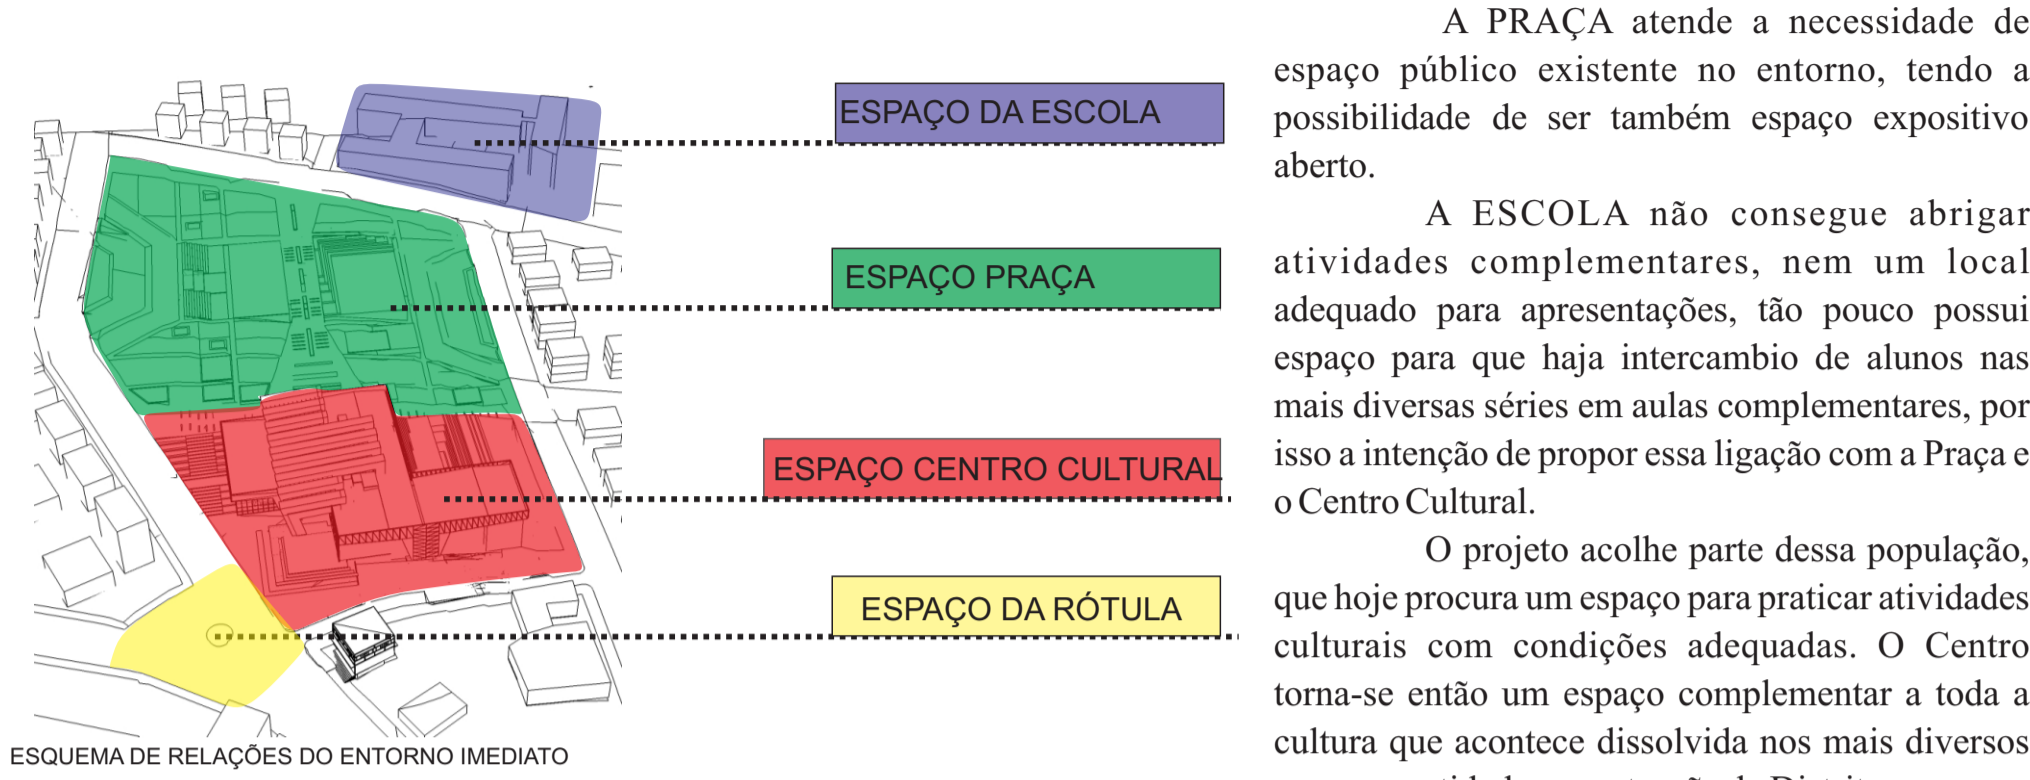 ESPAÇO DA ESCOLA
ESPAÇO PRAÇA
ESPAÇO CENTRO CULTURAL
ESPAÇO DA RÓTULA
ESQUEMA DE RELAÇÕES DO ENTORNO IMEDIATO
A PRAÇA atende a necessidade de
espaço público existente no entorno, tendo a
possibilidade de ser também espaço expositivo
aberto.
A ESCOLA não consegue abrigar
atividades complementares, nem um local
adequado para apresentações, tão pouco possui
espaço para que haja intercambio de alunos nas
mais diversas séries em aulas complementares, por
isso a intenção de propor essa ligação com a Praça e
o Centro Cultural.
O projeto acolhe parte dessa população,
que hoje procura um espaço para praticar atividades
culturais com condições adequadas. O Centro
torna-se então um espaço complementar a toda a
cultura que acontece dissolvida nos mais diversos